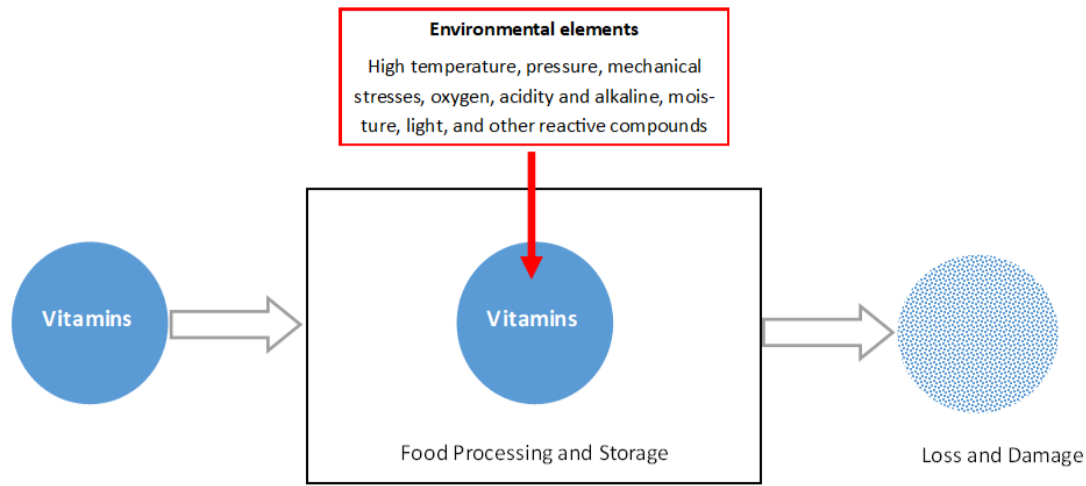 Environmental elements
High temperature, pressure, mechanical
stresses, oxygen, acidity and alkaline, mois-
ture, light, and other reactive compounds
Vitamins
Vitamins
Food Processing and Storage
Loss and Damage